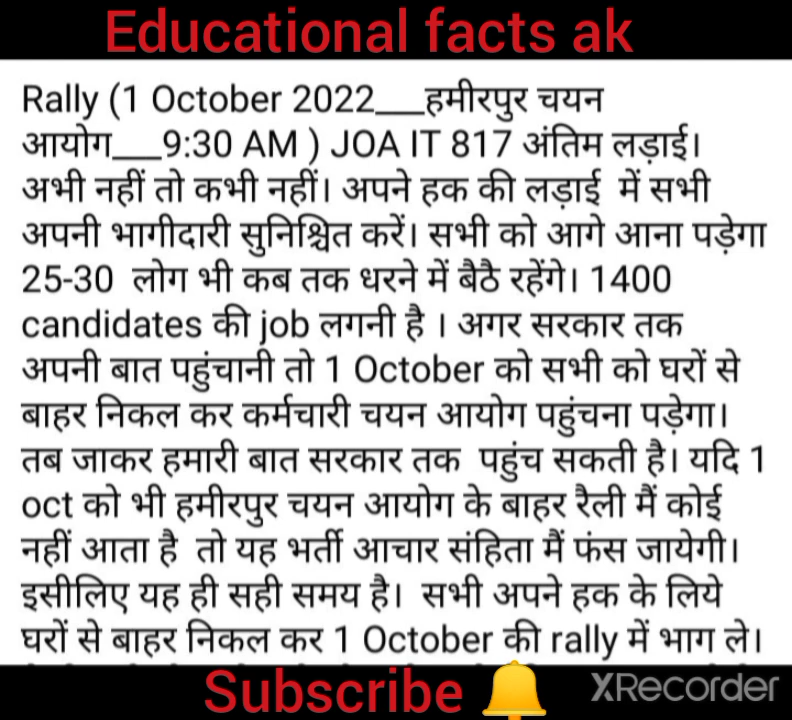 Educational facts ak
Rally (1 October 2022___हमीरपुर चयन
आयोग___9:30 AM ) JOA IT 817 अंतिम लड़ाई।
अभी नहीं तो कभी नहीं। अपने हक की लड़ाई में सभी
अपनी भागीदारी सुनिश्चित करें। सभी को आगे आना पड़ेगा
25-30 लोग भी कब तक धरने में बैठे रहेंगे। 1400
candidates की job लगनी है । अगर सरकार तक
अपनी बात पहुंचानी तो 1 October को सभी को घरों से
बाहर निकल कर कर्मचारी चयन आयोग पहुंचना पड़ेगा।
तब जाकर हमारी बात सरकार तक पहुंच सकती है। यदि 1
oct को भी हमीरपुर चयन आयोग के बाहर रैली मैं कोई
नहीं आता है तो यह भर्ती आचार संहिता मैं फंस जायेगी।
इसीलिए यह ही सही समय है। सभी अपने हक के लिये
घरों से बाहर निकल कर 1 October की rally में भाग ले।
Subscribe
XRecorder